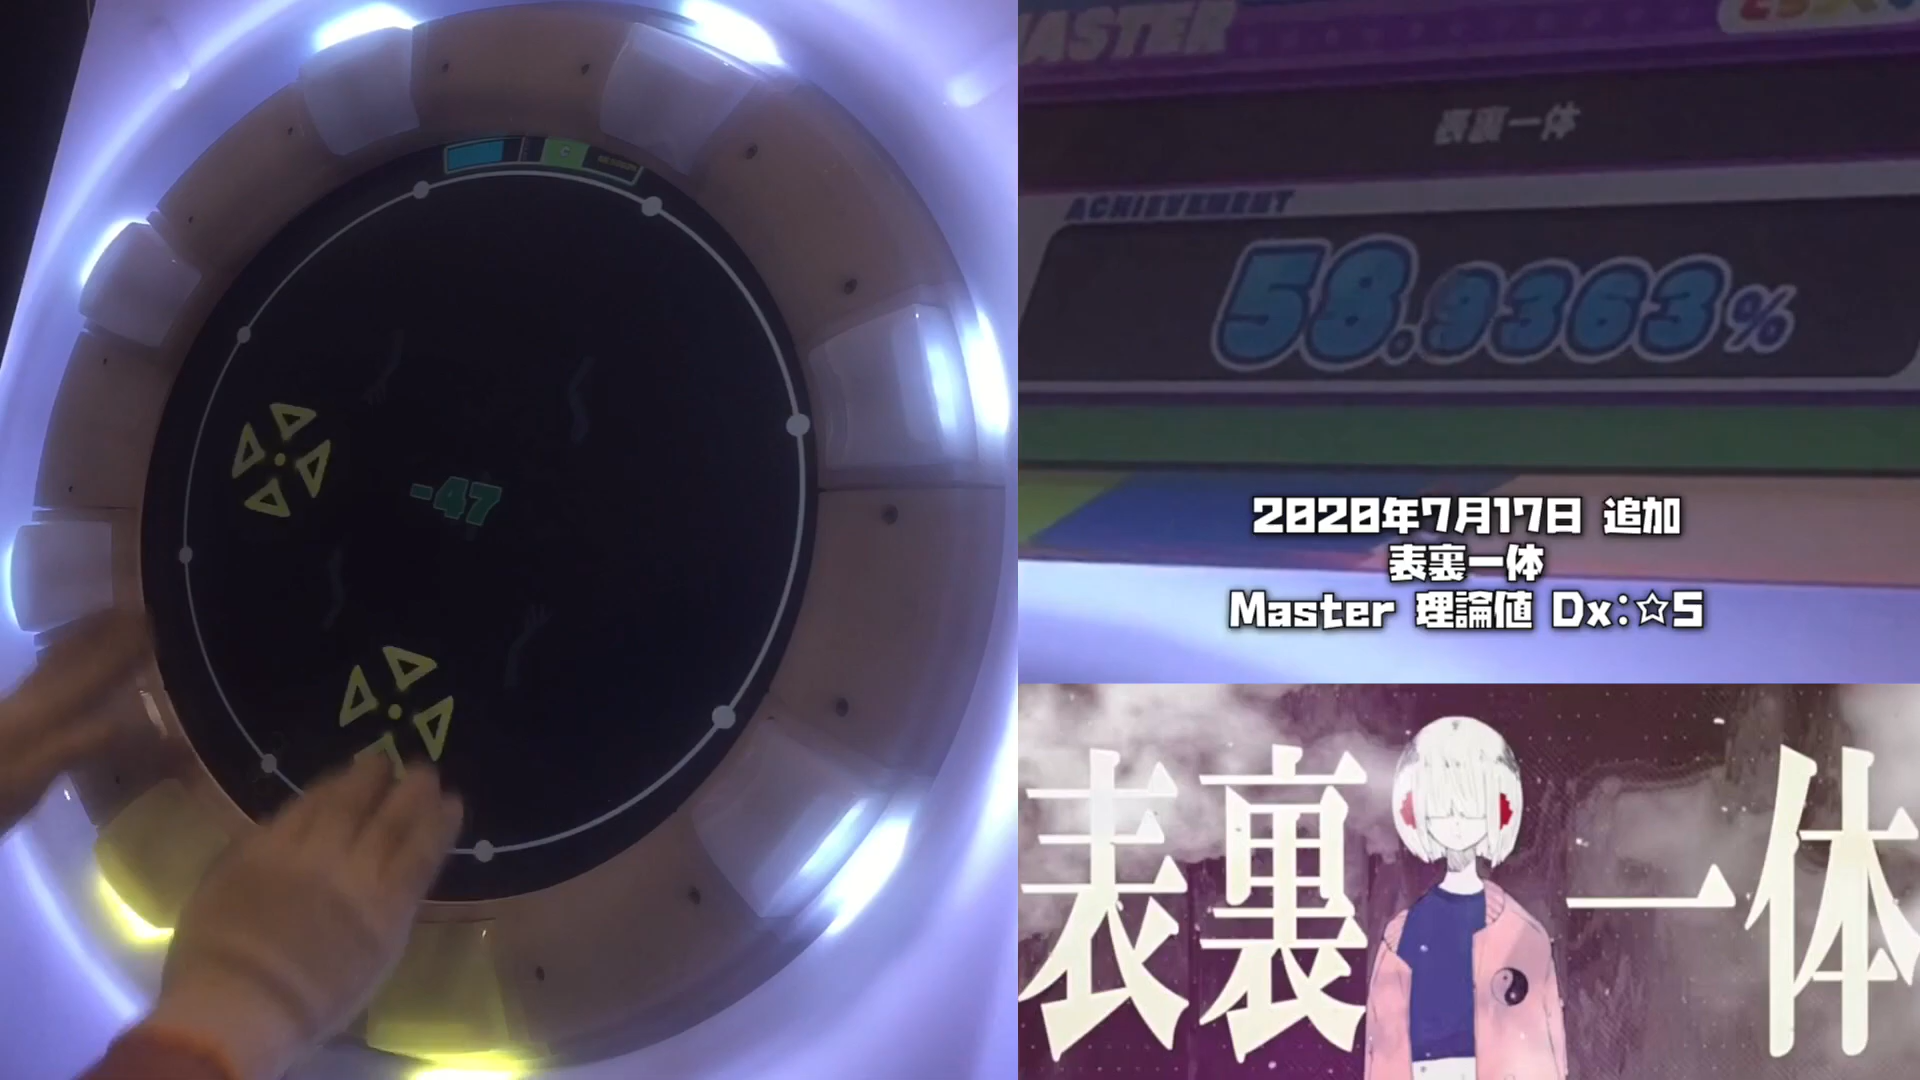 -47
MASTER
表裏一体
ACHIEVEMENT
58.9363%
2020年7月17日 追加
表裏一体
Master 理論値 Dx:☆5
表裏一体